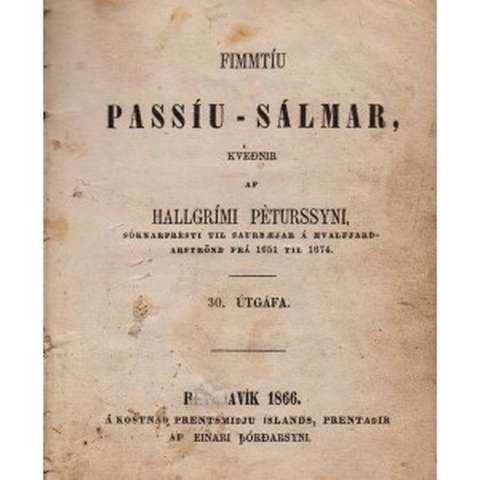 FIMMTÍU
PASSÍU - SÁLMAR,
KVEÐNIR
AF
HALLGRÍMI PÈTURSSYNI,
SÓKNARPRESTI TIL SAURBÆJAR Á HVALFJARÐ-
ARSTRÖND FRÁ 1651 TIL 1674.
30. ÚTGÁFA.
REYKJAVÍK 1866.
Á KOSTNAÐ PRENTSMIÐJU ÍSLANDS, PRENTAÐIR
AF EINARI ÞÓRÐARSYNI.